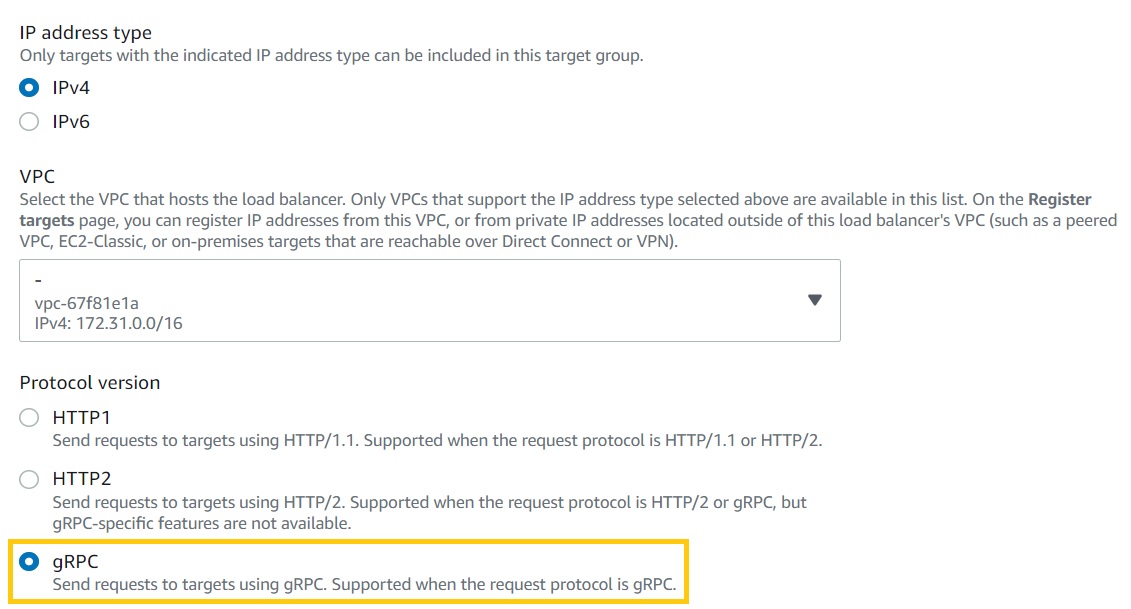 IP address type
Only targets with the indicated IP address type can be included in this target group.
IPv4
IPv6
VPC
Select the VPC that hosts the load balancer. Only VPCs that support the IP address type selected above are available in this list. On the Register
targets page, you can register IP addresses from this VPC, or from private IP addresses located outside of this load balancer's VPC (such as a peered
VPC, EC2-Classic, or on-premises targets that are reachable over Direct Connect or VPN).
-
vpc-67f81e1a
IPv4: 172.31.0.0/16
Protocol version
HTTP1
Send requests to targets using HTTP/1.1. Supported when the request protocol is HTTP/1.1 or HTTP/2.
HTTP2
Send requests to targets using HTTP/2. Supported when the request protocol is HTTP/2 or gRPC, but
gRPC-specific features are not available.
gRPC
Send requests to targets using gRPC. Supported when the request protocol is gRPC.